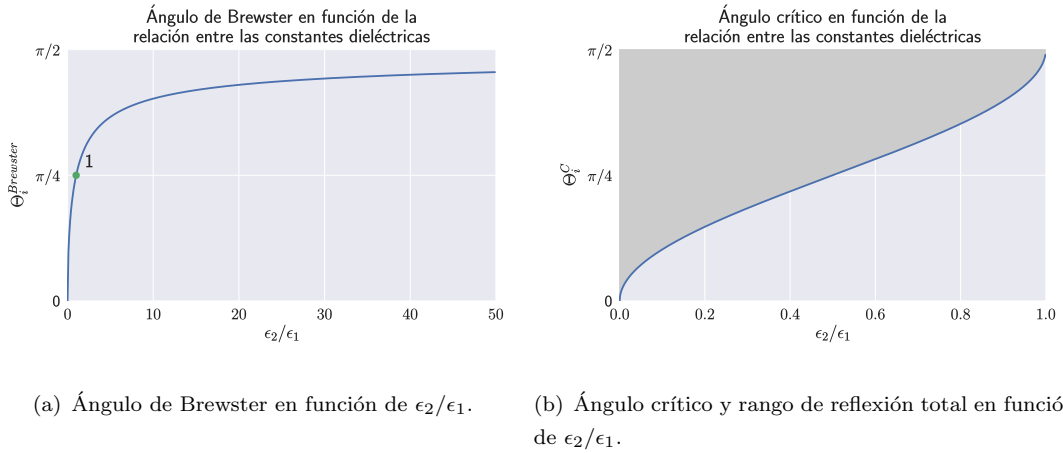 Ángulo de Brewster en función de la
relación entre las constantes dieléctricas
π/2
π/4
0
Θ_i^{Brewster}
1
0 10 20 30 40 50
ϵ₂/ϵ₁
Ángulo crítico en función de la
relación entre las constantes dieléctricas
π/2
π/4
0
Θ_i^C
0.0 0.2 0.4 0.6 0.8 1.0
ϵ₂/ϵ₁
(a) Ángulo de Brewster en función de ϵ₂/ϵ₁.
(b) Ángulo crítico y rango de reflexión total en funció
de ϵ₂/ϵ₁.